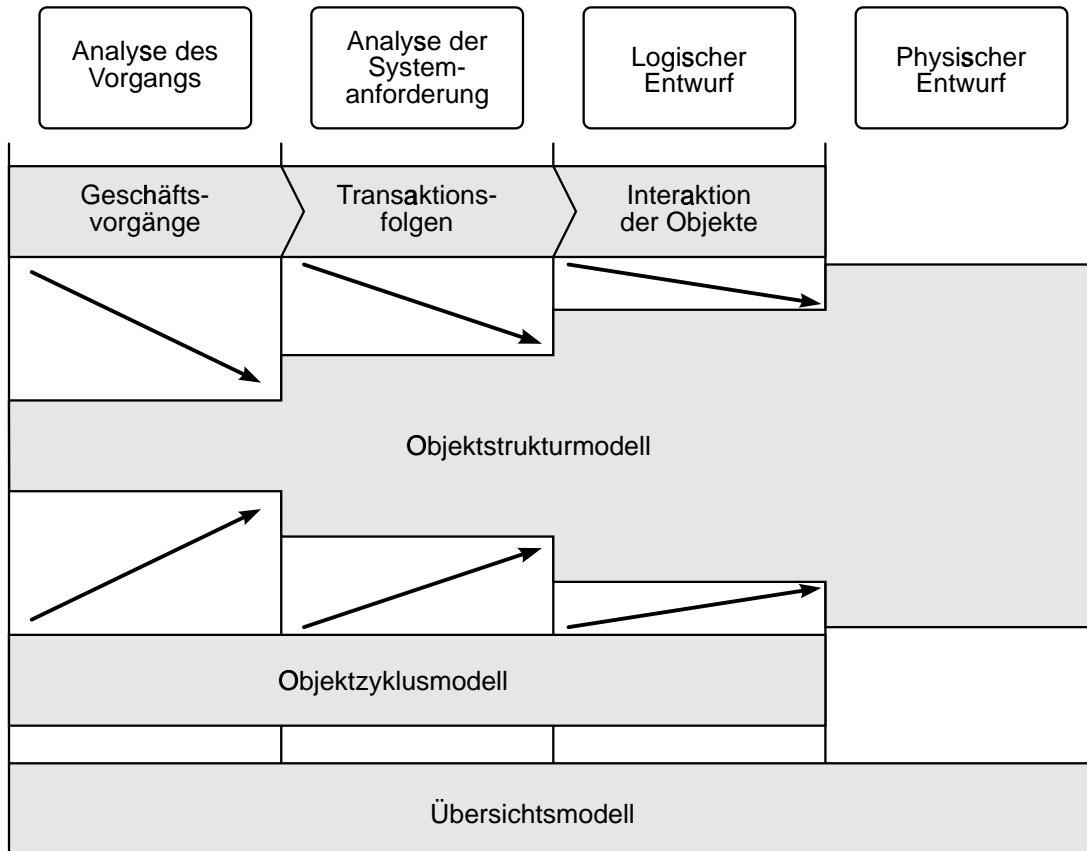 Analyse des
Vorgangs
Analyse der
System-
anforderung
Logischer
Entwurf
Physischer
Entwurf
Geschäfts-
vorgänge
Transaktions-
folgen
Interaktion
der Objekte
Objektstrukturmodell
Objektzyklusmodell
Übersichtsmodell